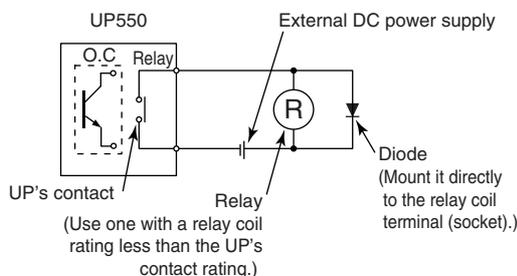 UP550
External DC power supply
O.C
Relay
R
Diode
(Mount it directly
to the relay coil
terminal (socket).)
UP's contact
Relay
(Use one with a relay coil
rating less than the UP's
contact rating.)